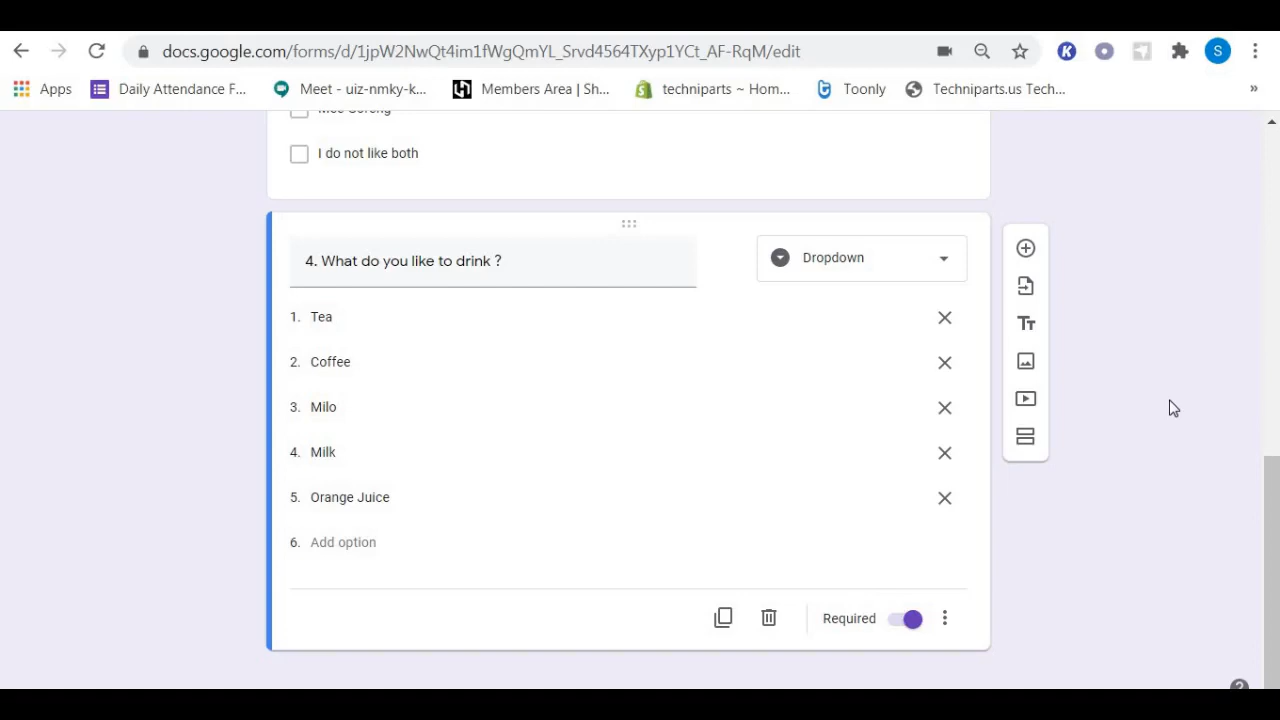 docs.google.com/forms/d/1jpW2NwQt4im1fWgQmYL_Srvd4564TXyp1YCt_AF-RqM/edit
S
Apps
Daily Attendance F...
Meet - uiz-nmky-k...
Members Area | Sh...
techniparts ~ Hom...
Toonly
Techniparts.us Tech...
»
I do not like both
4. What do you like to drink ?
Dropdown
1. Tea
2. Coffee
3. Milo
4. Milk
5. Orange Juice
6. Add option
Required